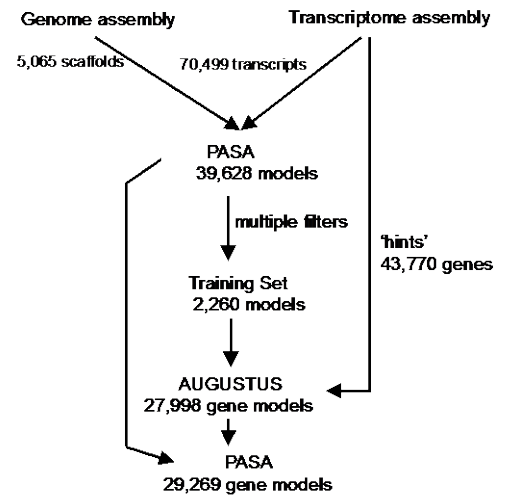 Genome assembly
Transcriptome assembly
5,065 scaffolds
70,499 transcripts
PASA
39,628 models
multiple filters
'hints'
43,770 genes
Training Set
2,260 models
AUGUSTUS
27,998 gene models
PASA
29,269 gene models